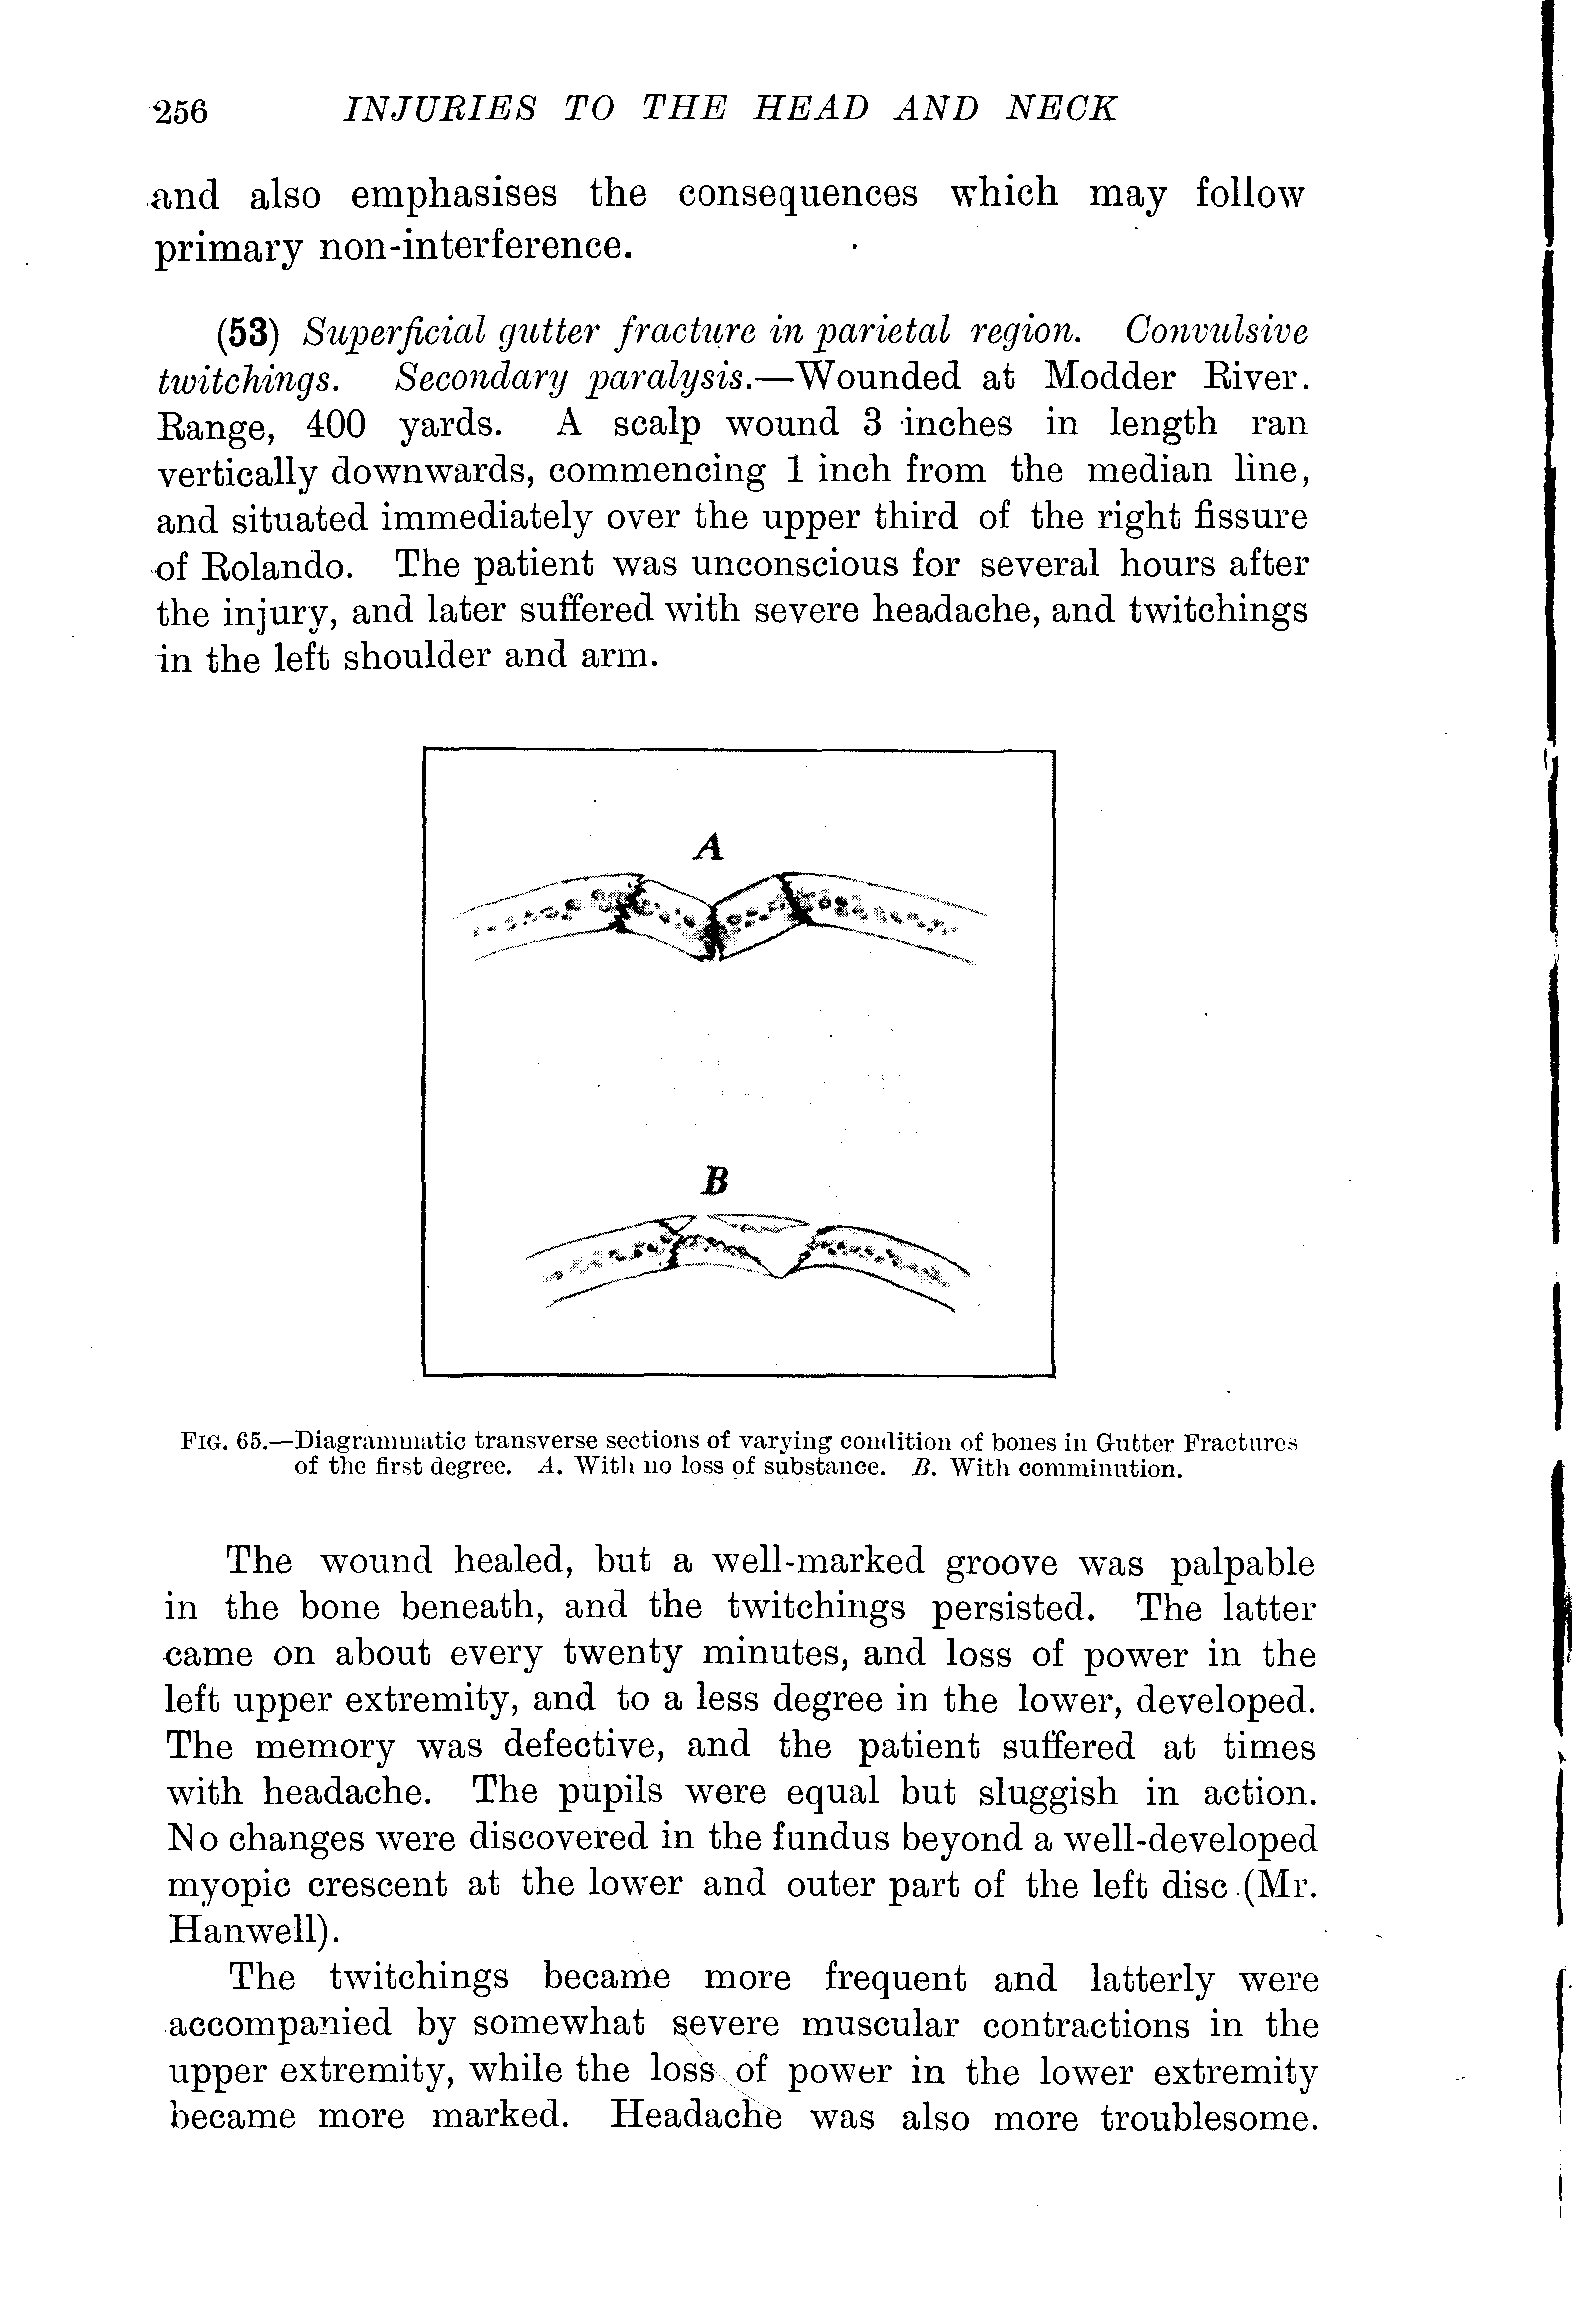 256 INJURIES TO THE HEAD AND NECK
and also emphasises the consequences which may follow
primary non-interference.
(53) Superficial gutter fracture in parietal region. Convulsive
twitchings. Secondary paralysis.—Wounded at Modder River.
Range, 400 yards. A scalp wound 3 inches in length ran
vertically downwards, commencing 1 inch from the median line,
and situated immediately over the upper third of the right fissure
of Rolando. The patient was unconscious for several hours after
the injury, and later suffered with severe headache, and twitchings
in the left shoulder and arm.
A
B
FIG. 65.—Diagrammatic transverse sections of varying condition of bones in Gutter Fractures
of the first degree. A. With no loss of substance. B. With comminution.
The wound healed, but a well-marked groove was palpable
in the bone beneath, and the twitchings persisted. The latter
came on about every twenty minutes, and loss of power in the
left upper extremity, and to a less degree in the lower, developed.
The memory was defective, and the patient suffered at times
with headache. The pupils were equal but sluggish in action.
No changes were discovered in the fundus beyond a well-developed
myopic crescent at the lower and outer part of the left disc (Mr.
Hanwell).
The twitchings became more frequent and latterly were
accompanied by somewhat severe muscular contractions in the
upper extremity, while the loss of power in the lower extremity
became more marked. Headache was also more troublesome.